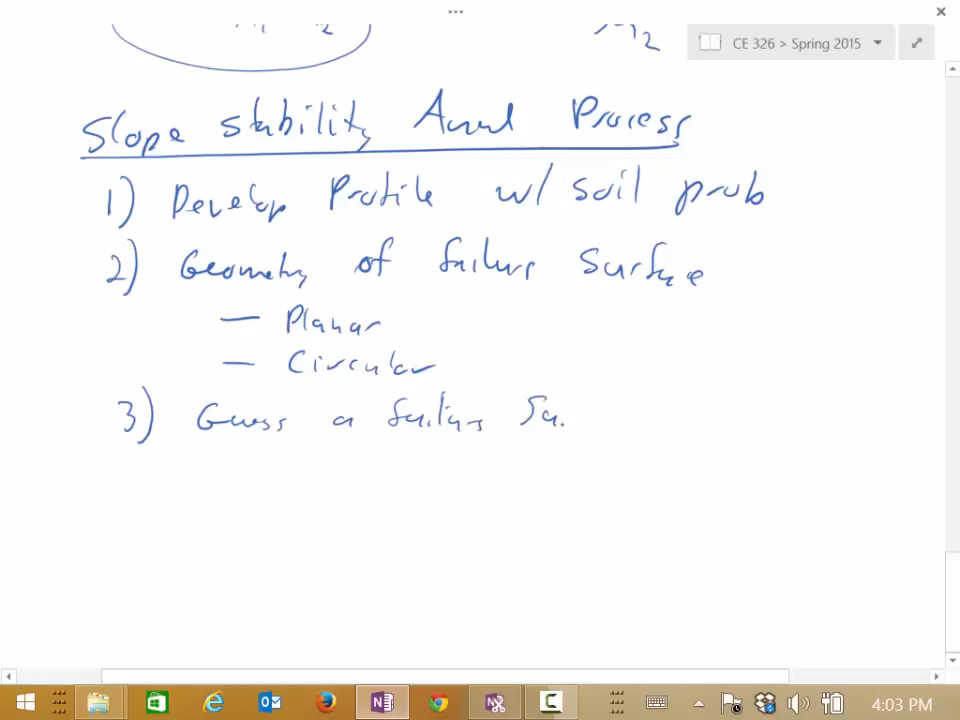 CE 326 > Spring 2015
Slope stability Anal Process
1) Develop Profile w/ soil prob
2) Geometry of failure surface
— Planar
— Circular
3) Guess a failure Su.
4:03 PM